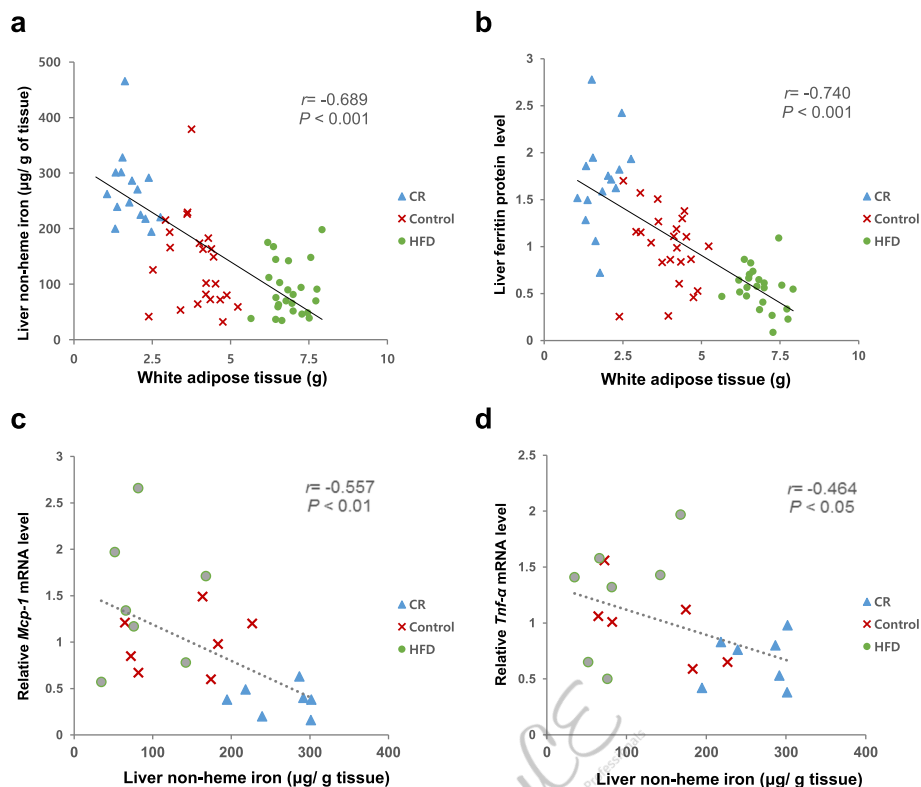 a
Liver non-heme iron (µg/ g of tissue)
500
400
300
200
100
0
0
2.5
5
7.5
10
White adipose tissue (g)
r= -0.689
P < 0.001
CR
Control
HFD
b
Liver ferritin protein level
3
2.5
2
1.5
1
0.5
0
0
2.5
5
7.5
10
White adipose tissue (g)
r= -0.740
P < 0.001
CR
Control
HFD
c
Relative Mcp-1 mRNA level
3
2.5
2
1.5
1
0.5
0
0
100
200
300
400
Liver non-heme iron (µg/ g tissue)
r= -0.557
P < 0.01
CR
Control
HFD
d
Relative Tnf-α mRNA level
2.5
2
1.5
1
0.5
0
0
100
200
300
400
Liver non-heme iron (µg/ g tissue)
r= -0.464
P < 0.05
CR
Control
HFD